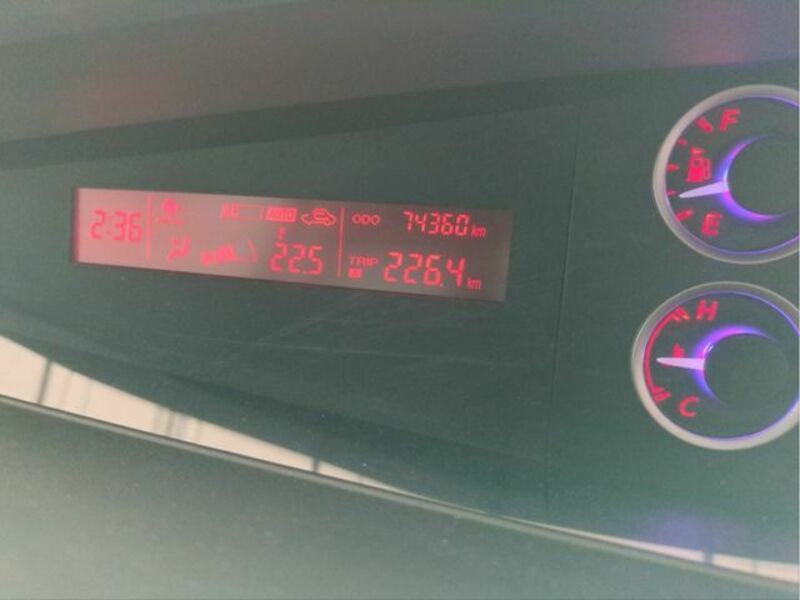 2:36
A/C AUTO
22.5
ODO 74360 km
TRIP A 226.4 km
F
E
H
C